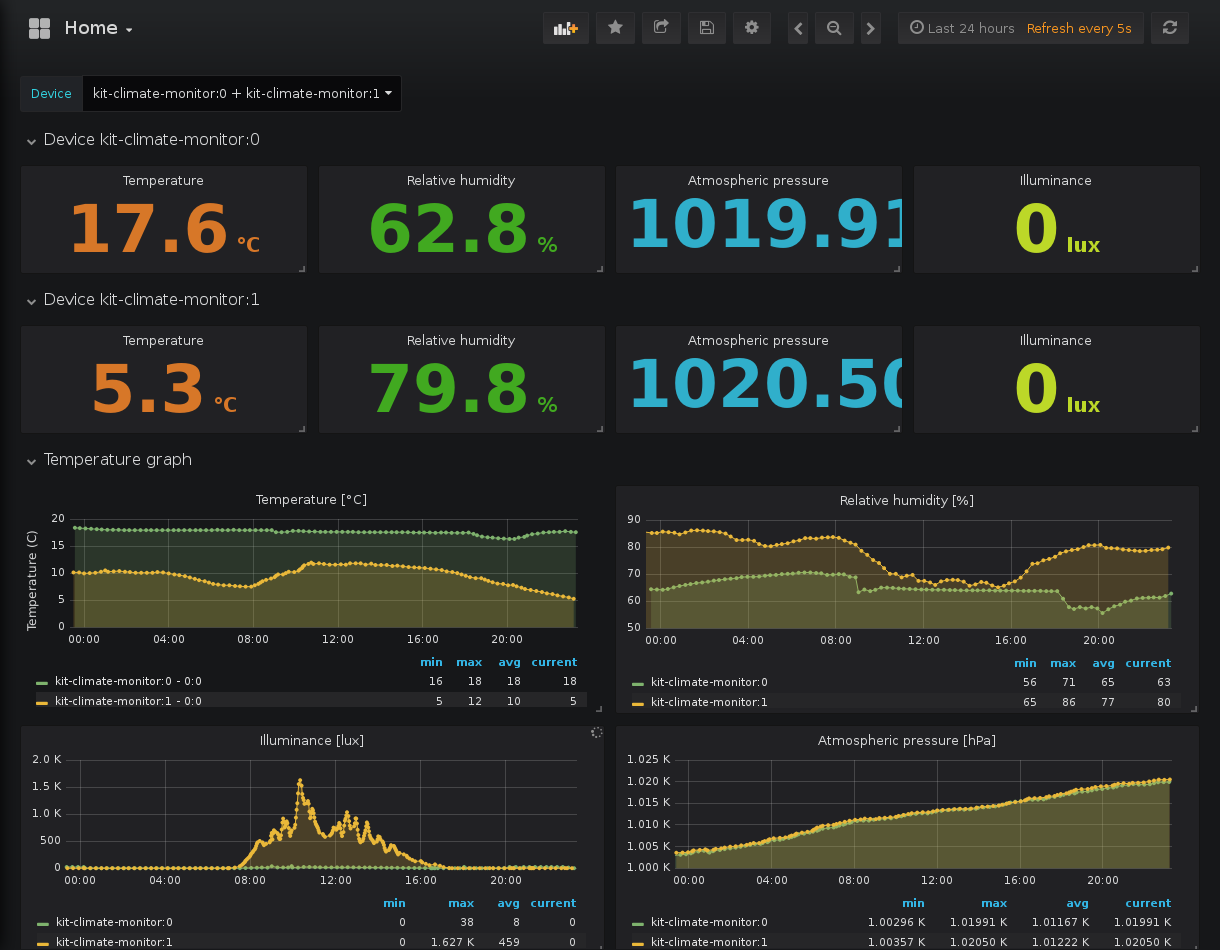 Home
Last 24 hours Refresh every 5s
Device kit-climate-monitor:0 + kit-climate-monitor:1
Device kit-climate-monitor:0
Temperature Relative humidity Atmospheric pressure Illuminance
17.6 °C 62.8 % 1019.91 0 lux
Device kit-climate-monitor:1
Temperature Relative humidity Atmospheric pressure Illuminance
5.3 °C 79.8 % 1020.50 0 lux
Temperature graph
Temperature [°C]
Temperature (C)
20
15
10
5
0
00:00 04:00 08:00 12:00 16:00 20:00
min max avg current
kit-climate-monitor:0 - 0:0 16 18 18 18
kit-climate-monitor:1 - 0:0 5 12 10 5
Relative humidity [%]
90
80
70
60
50
00:00 04:00 08:00 12:00 16:00 20:00
min max avg current
kit-climate-monitor:0 56 71 65 63
kit-climate-monitor:1 65 86 77 80
Illuminance [lux]
2.0 K
1.5 K
1.0 K
500
0
00:00 04:00 08:00 12:00 16:00 20:00
min max avg current
kit-climate-monitor:0 0 38 8 0
kit-climate-monitor:1 0 1.627 K 459 0
Atmospheric pressure [hPa]
1.025 K
1.020 K
1.015 K
1.010 K
1.005 K
1.000 K
00:00 04:00 08:00 12:00 16:00 20:00
min max avg current
kit-climate-monitor:0 1.00296 K 1.01991 K 1.01167 K 1.01991 K
kit-climate-monitor:1 1.00357 K 1.02050 K 1.01222 K 1.02050 K